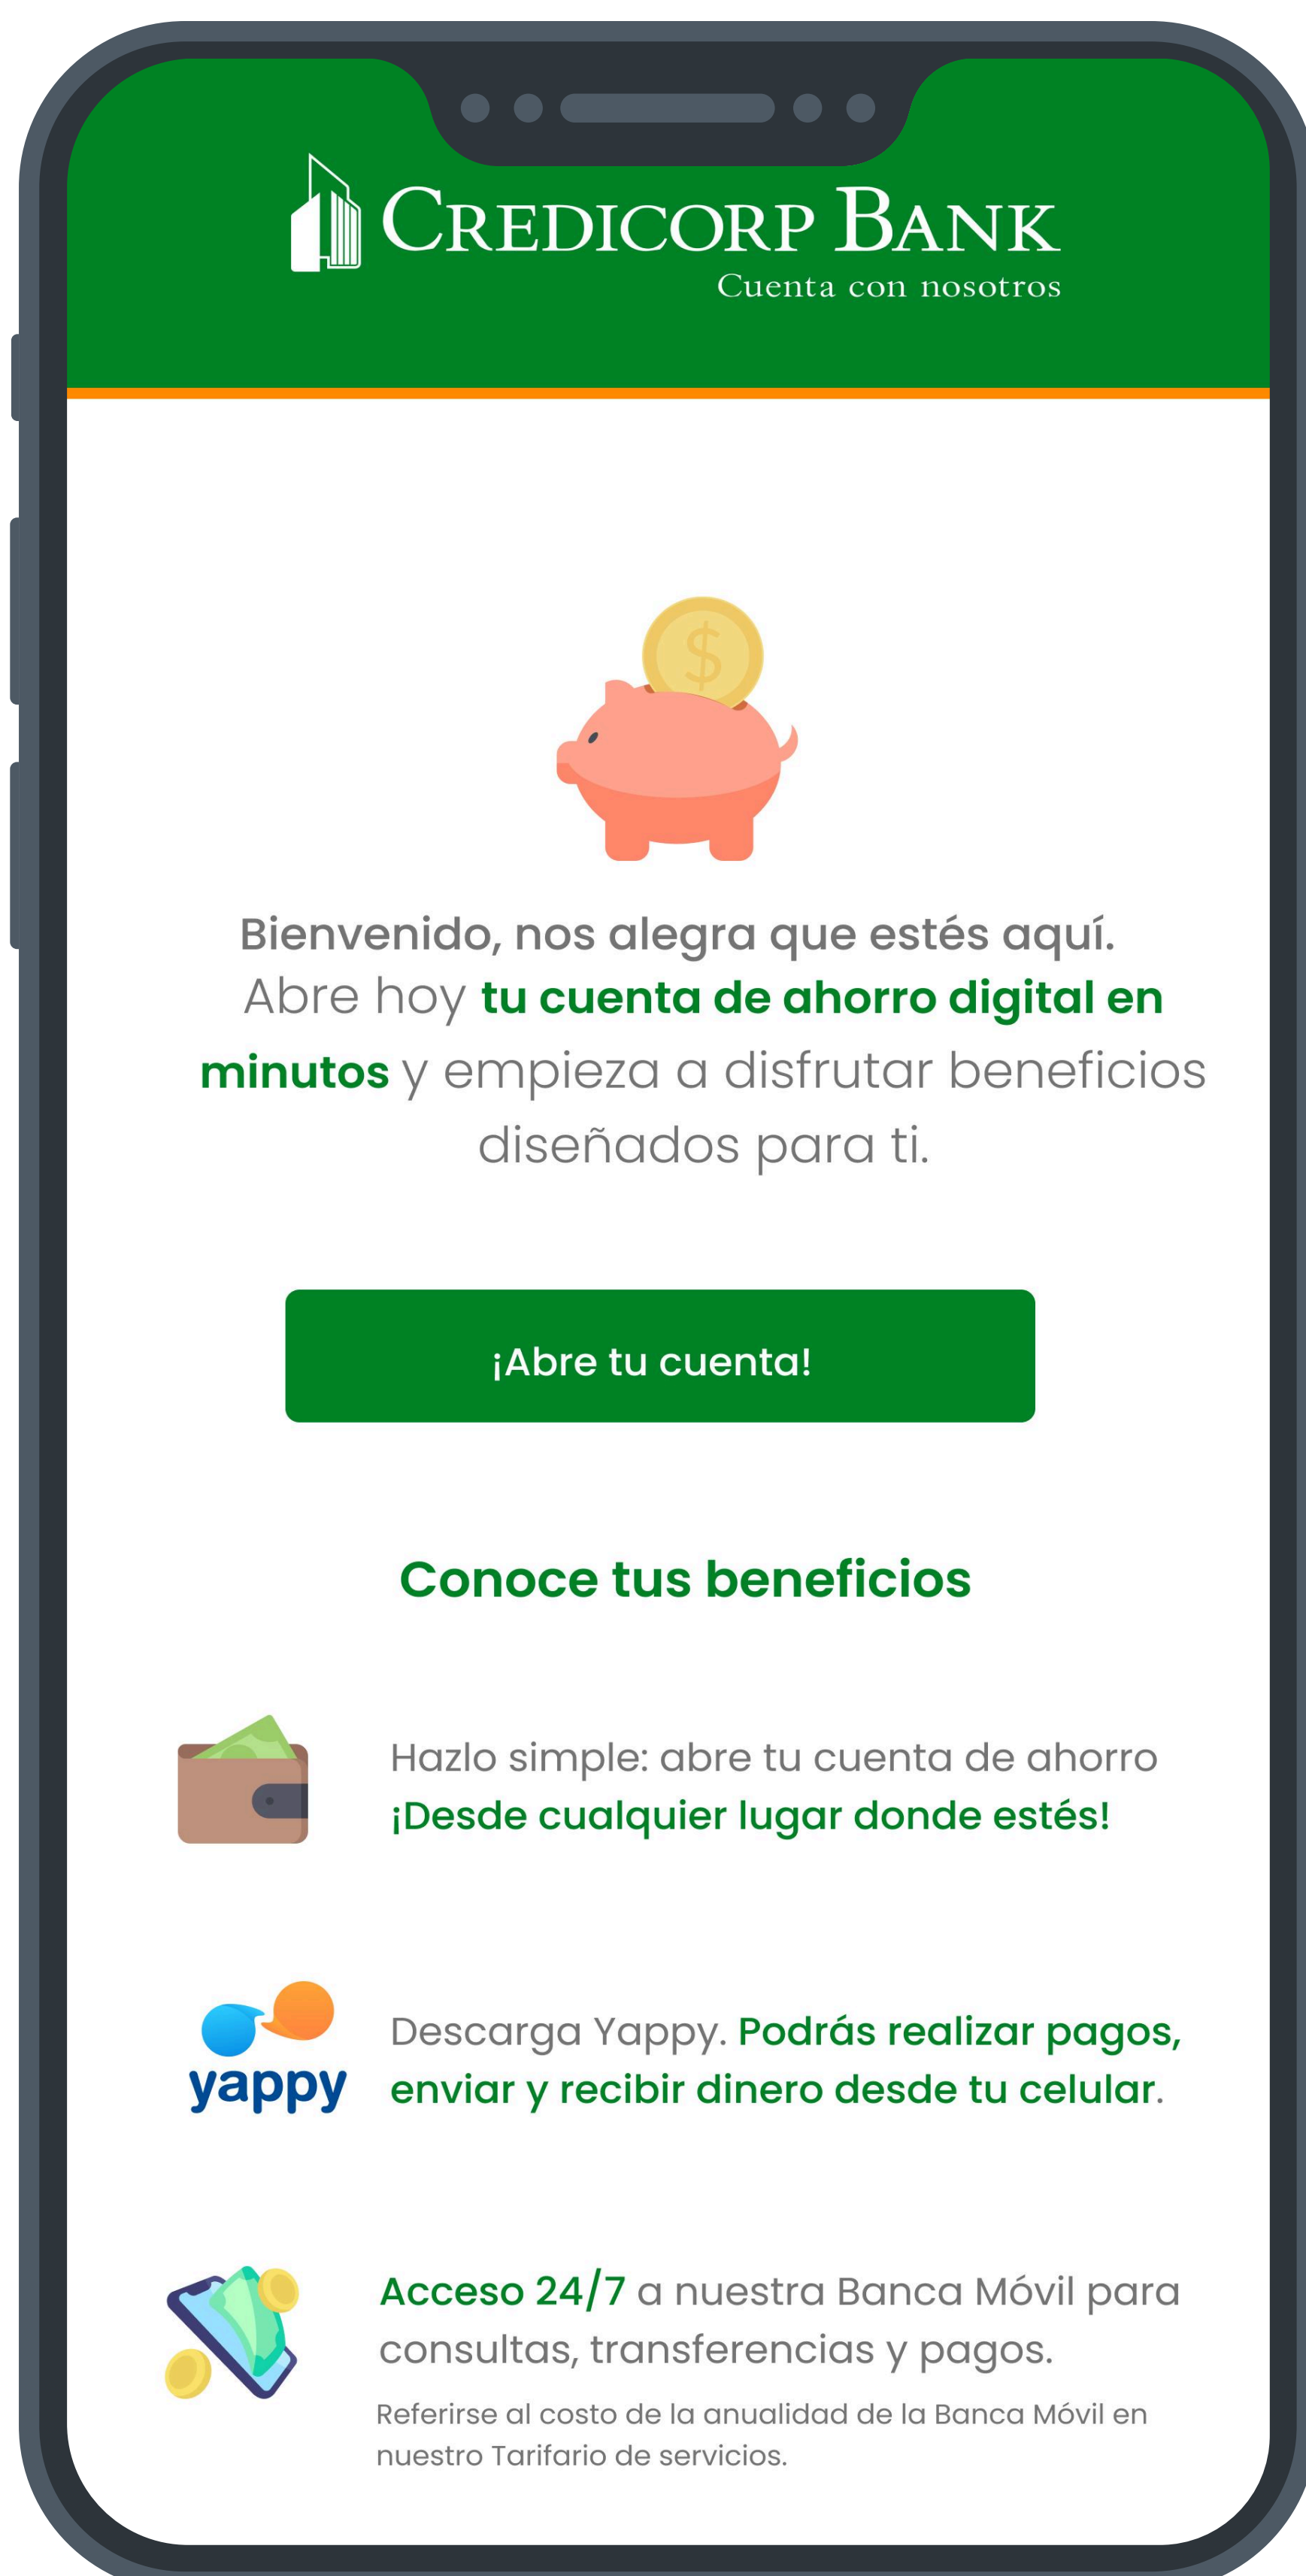 CREDICORP BANK
Cuenta con nosotros
$
Bienvenido, nos alegra que estés aquí.
Abre hoy tu cuenta de ahorro digital en
minutos y empieza a disfrutar beneficios
diseñados para ti.
¡Abre tu cuenta!
Conoce tus beneficios
Hazlo simple: abre tu cuenta de ahorro
¡Desde cualquier lugar donde estés!
yappy
Descarga Yappy. Podrás realizar pagos,
enviar y recibir dinero desde tu celular.
Acceso 24/7 a nuestra Banca Móvil para
consultas, transferencias y pagos.
Referirse al costo de la anualidad de la Banca Móvil en
nuestro Tarifario de servicios.